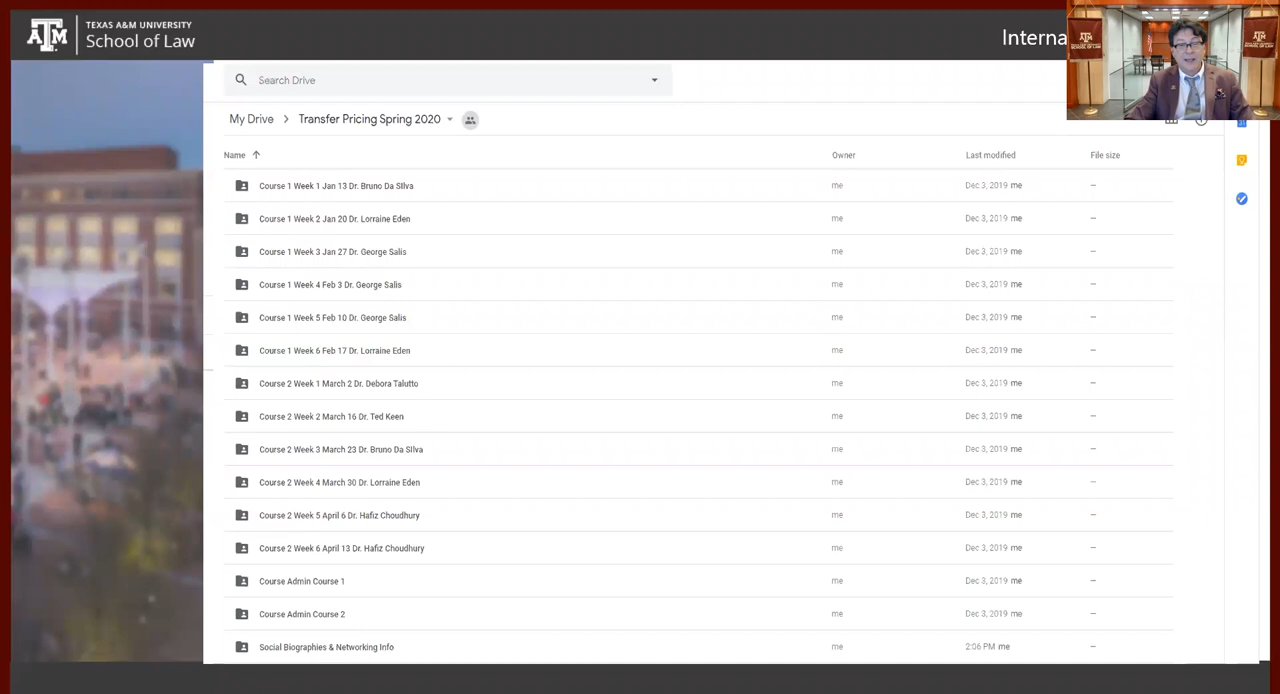 TEXAS A&M UNIVERSITY
School of Law
Interna
Search Drive
My Drive > Transfer Pricing Spring 2020
Name Owner Last modified File size
Course 1 Week 1 Jan 13 Dr. Bruno Da SIlva me Dec 3, 2019 me —
Course 1 Week 2 Jan 20 Dr. Lorraine Eden me Dec 3, 2019 me —
Course 1 Week 3 Jan 27 Dr. George Salis me Dec 3, 2019 me —
Course 1 Week 4 Feb 3 Dr. George Salis me Dec 3, 2019 me —
Course 1 Week 5 Feb 10 Dr. George Salis me Dec 3, 2019 me —
Course 1 Week 6 Feb 17 Dr. Lorraine Eden me Dec 3, 2019 me —
Course 2 Week 1 March 2 Dr. Debora Talutto me Dec 3, 2019 me —
Course 2 Week 2 March 16 Dr. Ted Keen me Dec 3, 2019 me —
Course 2 Week 3 March 23 Dr. Bruno Da SIlva me Dec 3, 2019 me —
Course 2 Week 4 March 30 Dr. Lorraine Eden me Dec 3, 2019 me —
Course 2 Week 5 April 6 Dr. Hafiz Choudhury me Dec 3, 2019 me —
Course 2 Week 6 April 13 Dr. Hafiz Choudhury me Dec 3, 2019 me —
Course Admin Course 1 me Dec 3, 2019 me —
Course Admin Course 2 me Dec 3, 2019 me —
Social Biographies & Networking Info me 2:06 PM me —